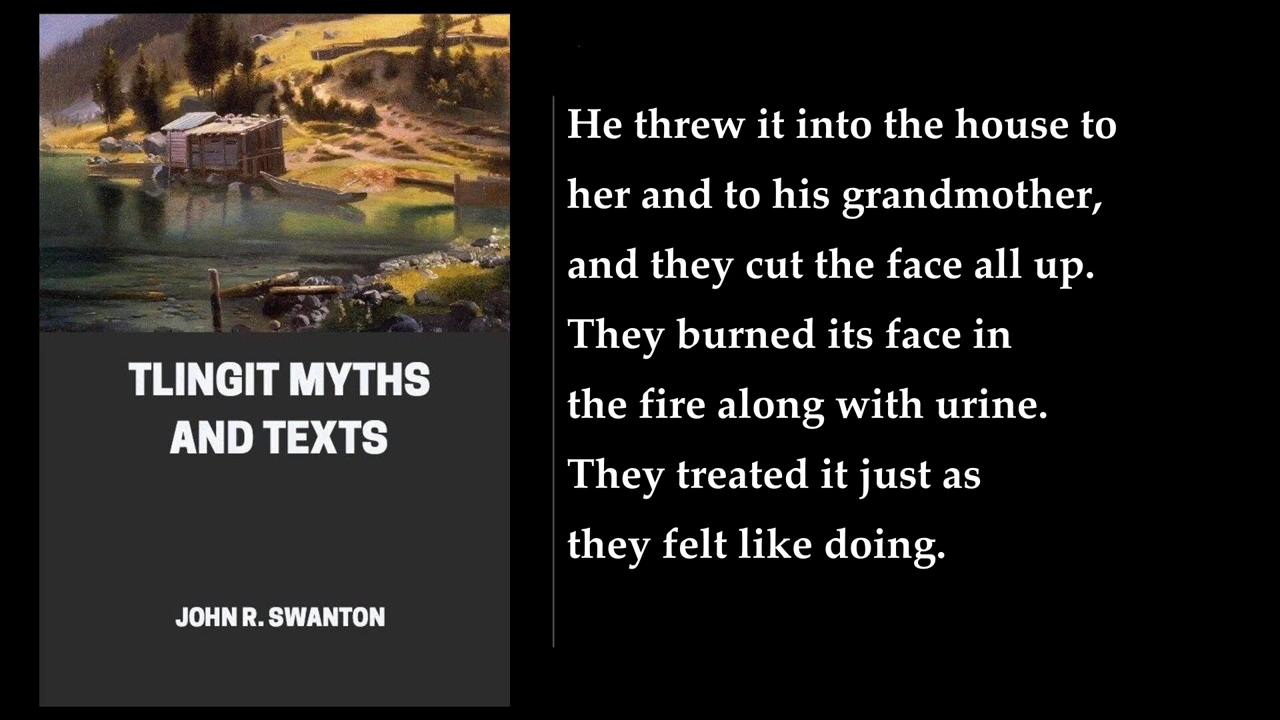 TLINGIT MYTHS
AND TEXTS
JOHN R. SWANTON
He threw it into the house to
her and to his grandmother,
and they cut the face all up.
They burned its face in
the fire along with urine.
They treated it just as
they felt like doing.